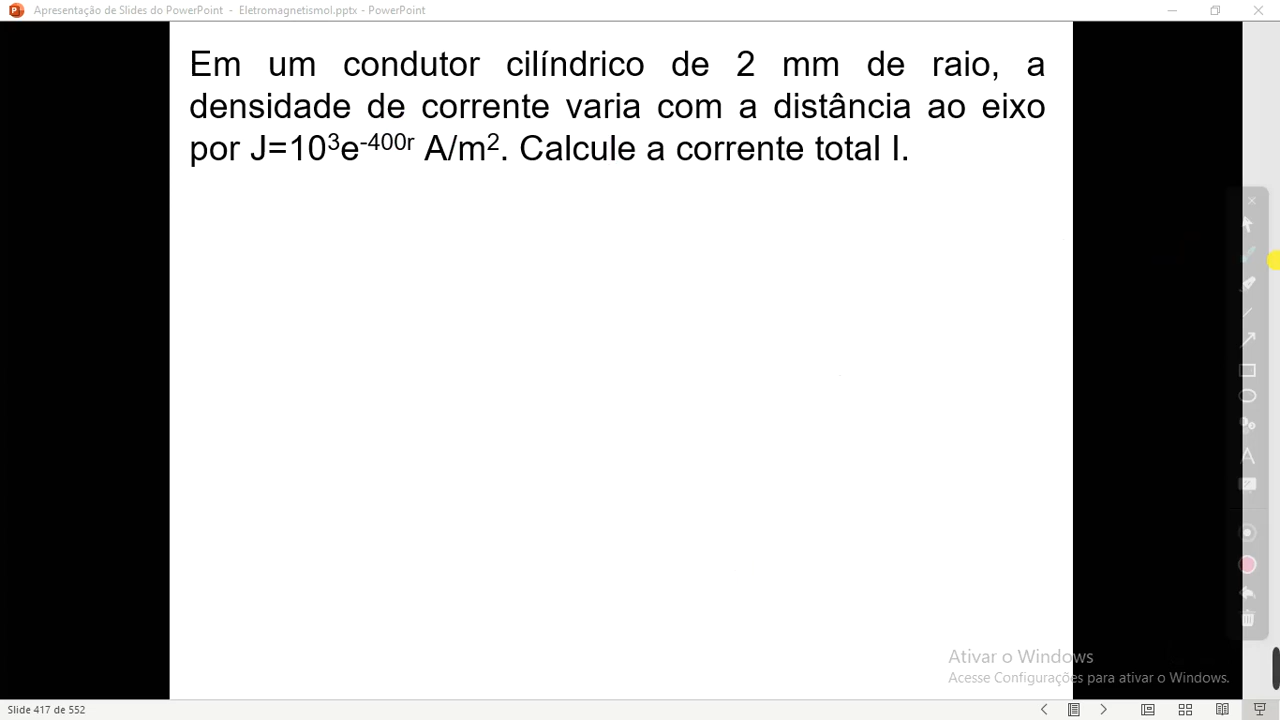 Apresentação de Slides do PowerPoint - Eletromagnetismol.pptx - PowerPoint
Em um condutor cilíndrico de 2 mm de raio, a
densidade de corrente varia com a distância ao eixo
por J=10³e⁻⁴⁰⁰ʳ A/m². Calcule a corrente total I.
Ativar o Windows
Acesse Configurações para ativar o Windows.
Slide 417 de 552